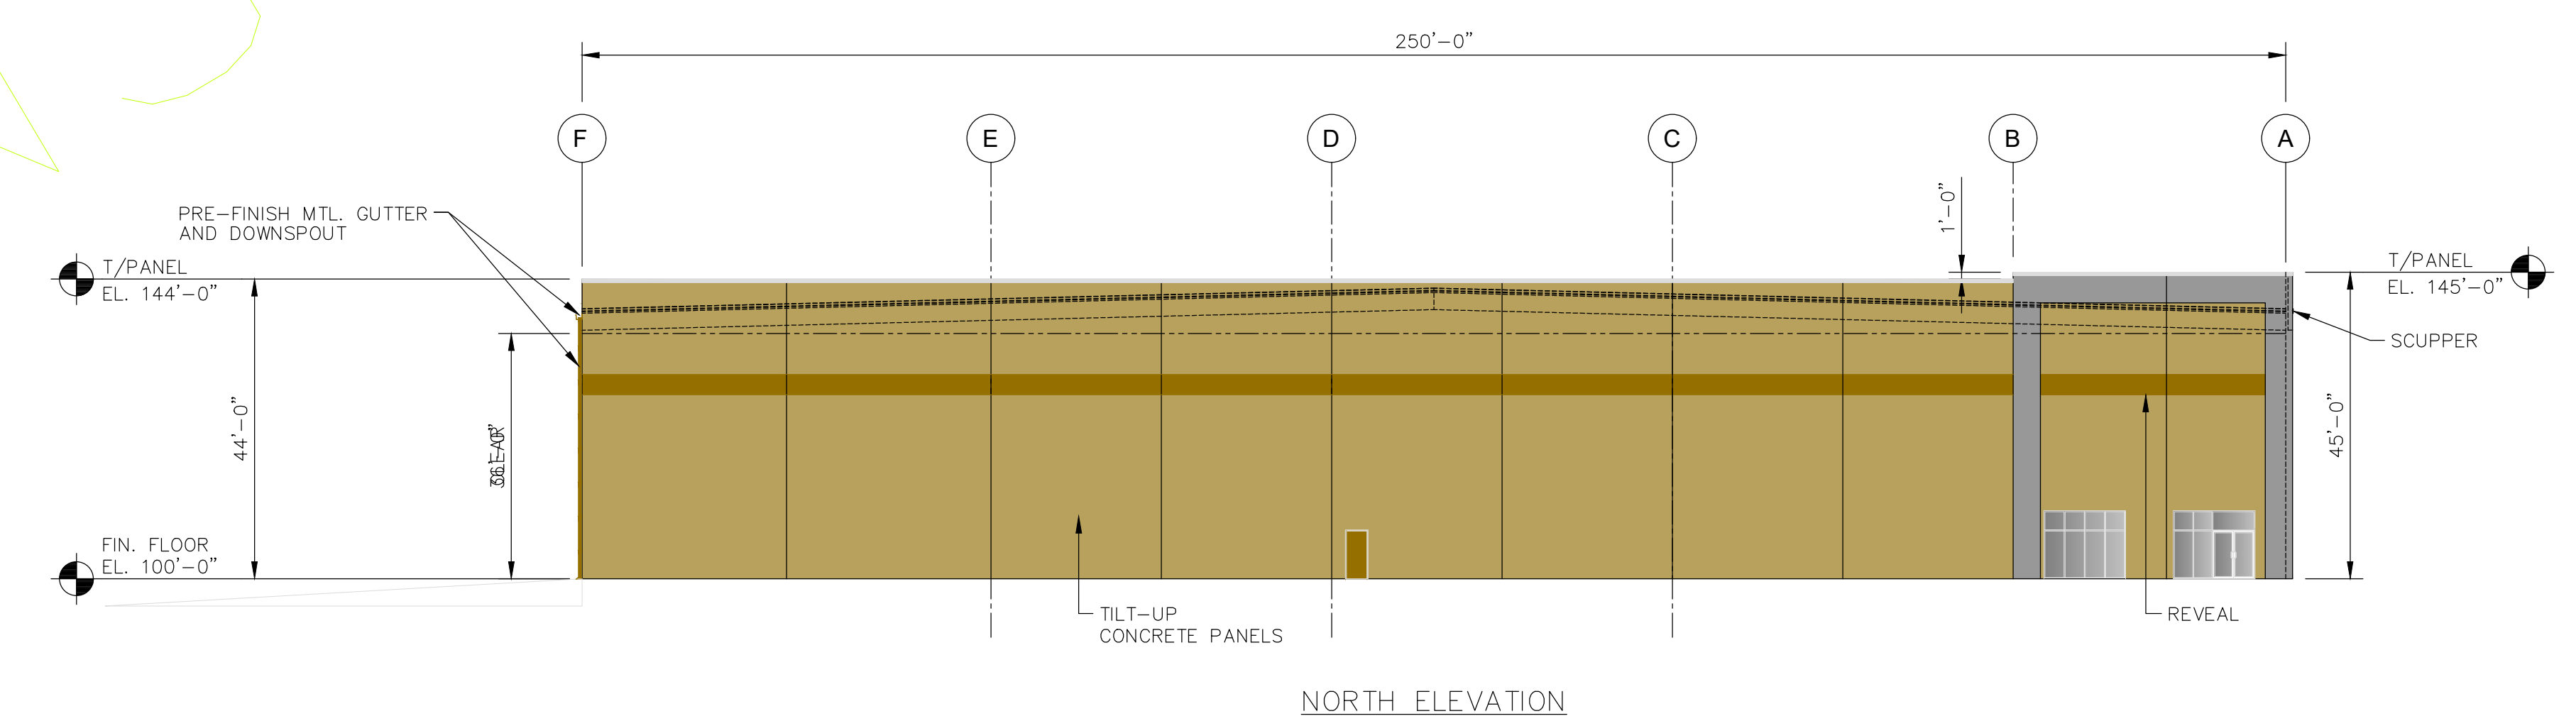 250'-0"
F
E
D
C
B
A
1'-0"
PRE-FINISH MTL. GUTTER
AND DOWNSPOUT
T/PANEL
EL. 144'-0"
T/PANEL
EL. 145'-0"
SCUPPER
44'-0"
45'-0"
FIN. FLOOR
EL. 100'-0"
TILT-UP
CONCRETE PANELS
REVEAL
NORTH ELEVATION